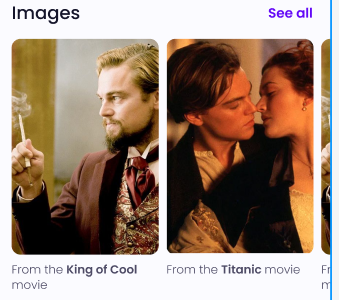 Images
See all
From the King of Cool
movie
From the Titanic movie
Fr
m